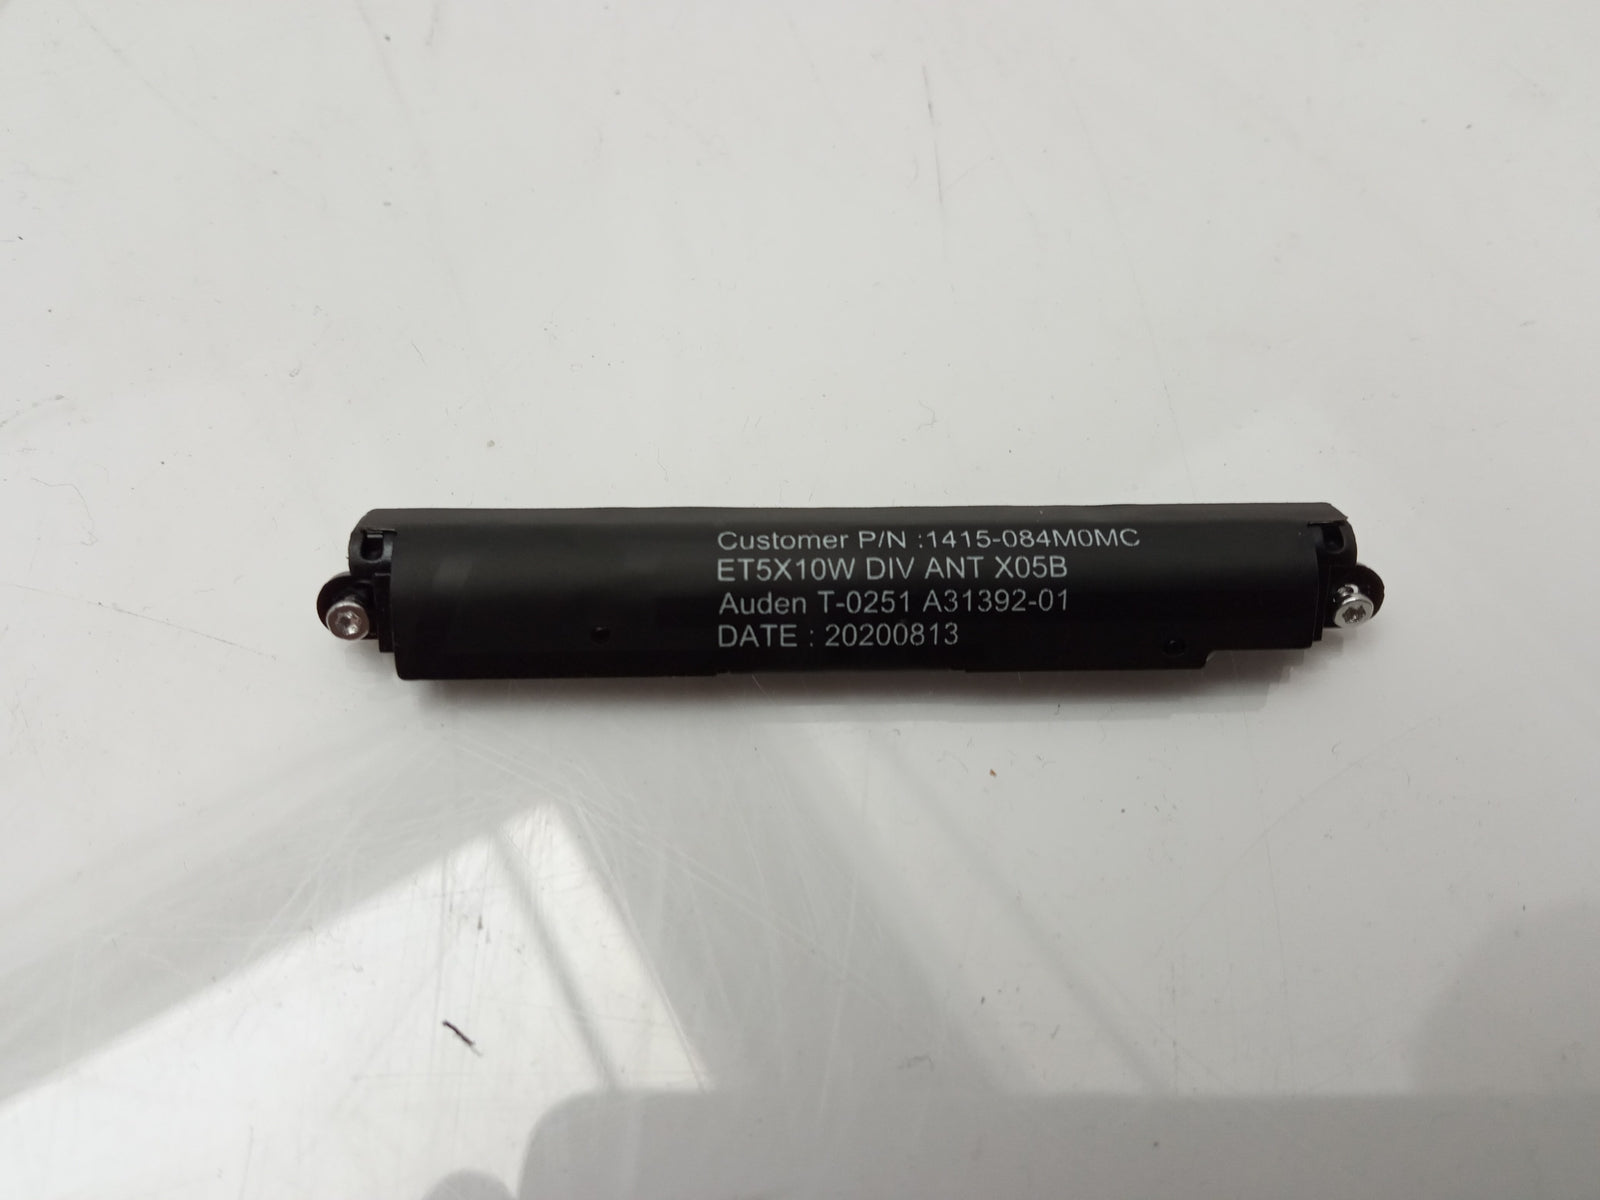 Customer P/N :1415-084M0MC
ET5X10W DIV ANT X05B
Auden T-0251 A31392-01
DATE : 20200813